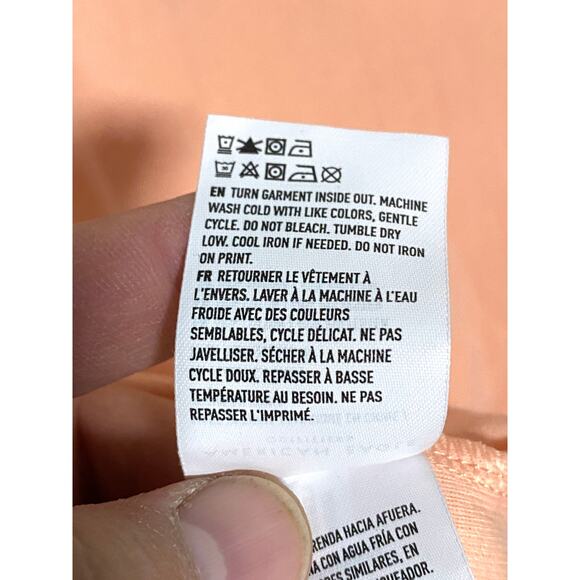 EN TURN GARMENT INSIDE OUT. MACHINE
WASH COLD WITH LIKE COLORS, GENTLE
CYCLE. DO NOT BLEACH. TUMBLE DRY
LOW. COOL IRON IF NEEDED. DO NOT IRON
ON PRINT.
FR RETOURNER LE VÊTEMENT À
L'ENVERS. LAVER À LA MACHINE À L'EAU
FROIDE AVEC DES COULEURS
SEMBLABLES, CYCLE DÉLICAT. NE PAS
JAVELLISER. SÉCHER À LA MACHINE
CYCLE DOUX. REPASSER À BASSE
TEMPÉRATURE AU BESOIN. NE PAS
REPASSER L'IMPRIMÉ.
OUTFITTERS
AMERICAN EAGLE
HACIA AFUERA.
CON AGUA FRÍA CON
SIMILARES, EN